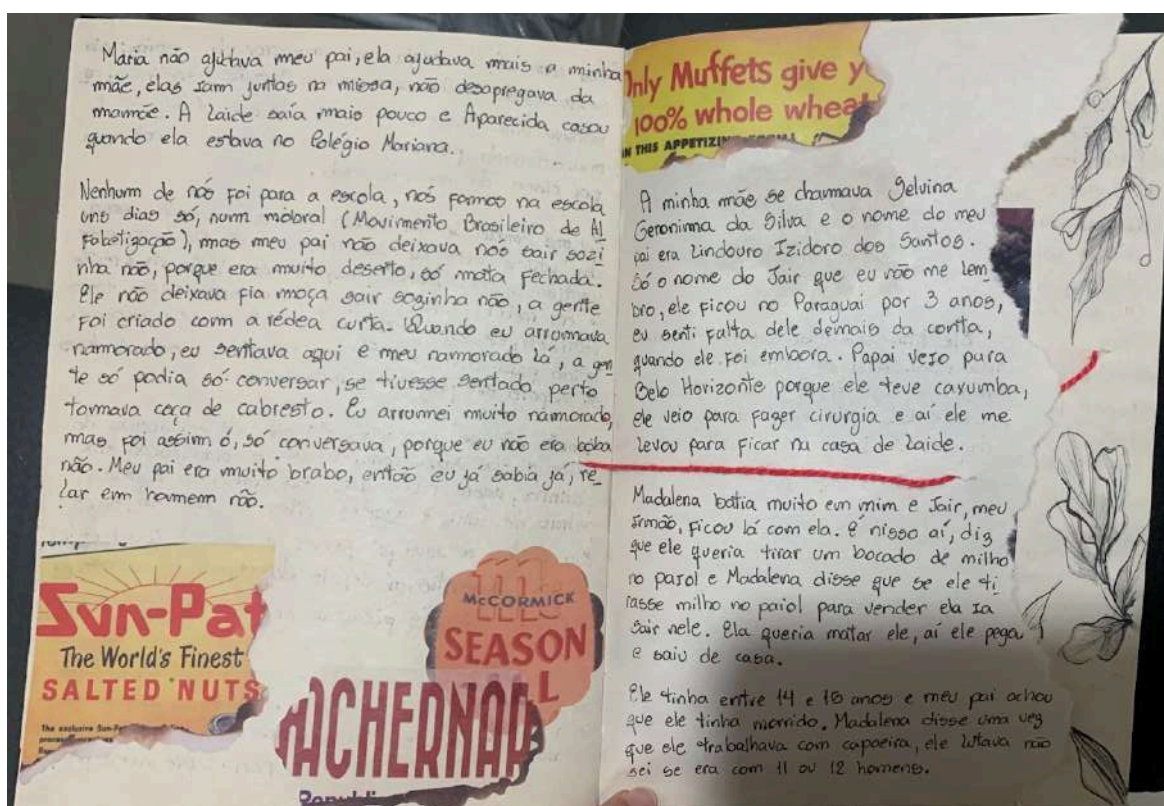 Maria não ajudava meu pai, ela ajudava mais a minha
mãe, elas iam juntas na missa, não desapregava da
mamãe. A Laide saía mais pouco e Aparecida casou
quando ela estava no Colégio Mariana.
Nenhum de nós foi para a escola, nós fomos na escola
uns dias só, num mobral (Movimento Brasileiro de Al
fabetização), mas meu pai não deixava nós sair sozi
nha não, porque era muito deserto, só mata fechada.
Ele não deixava fia moça sair sozinha não, a gente
foi criado com a rédea curta. Quando eu arrumava
namorado, eu sentava aqui e meu namorado lá, a gen
te só podia só conversar, se tivesse sentado perto
tomava coça de cabresto. Eu arrumei muito namorado,
mas foi assim ó, só conversava, porque eu não era boba
não. Meu pai era muito brabo, então eu já sabia já, re_
lar em homem não.
Sun-Pat
The World's Finest
SALTED NUTS
McCORMICK
SEASON
ACHERNAR
Only Muffets give y
100% whole wheat
IN THIS APPETIZING
A minha mãe se chamava Gelvina
Geronima da Silva e o nome do meu
pai era Lindouro Izidoro dos Santos.
Só o nome do Jair que eu não me lem
bro, ele ficou no Paraguai por 3 anos,
eu senti falta dele demais da conta,
quando ele foi embora. Papai veio para
Belo Horizonte porque ele teve caxumba,
ele veio para fazer cirurgia e aí ele me
levou para ficar na casa de Laide.
Madalena batia muito em mim e Jair, meu
irmão, ficou lá com ela. E nisso aí, diz
que ele queria tirar um bocado de milho
no paiol e Madalena disse que se ele ti
rasse milho no paiol para vender ela ia
sair nele. Ela queria matar ele, aí ele pega
e saiu de casa.
Ele tinha entre 14 e 18 anos e meu pai achou
que ele tinha morrido. Madalena disse uma vez
que ele trabalhava com capoeira, ele lutava não
sei se era com 11 ou 12 homens.